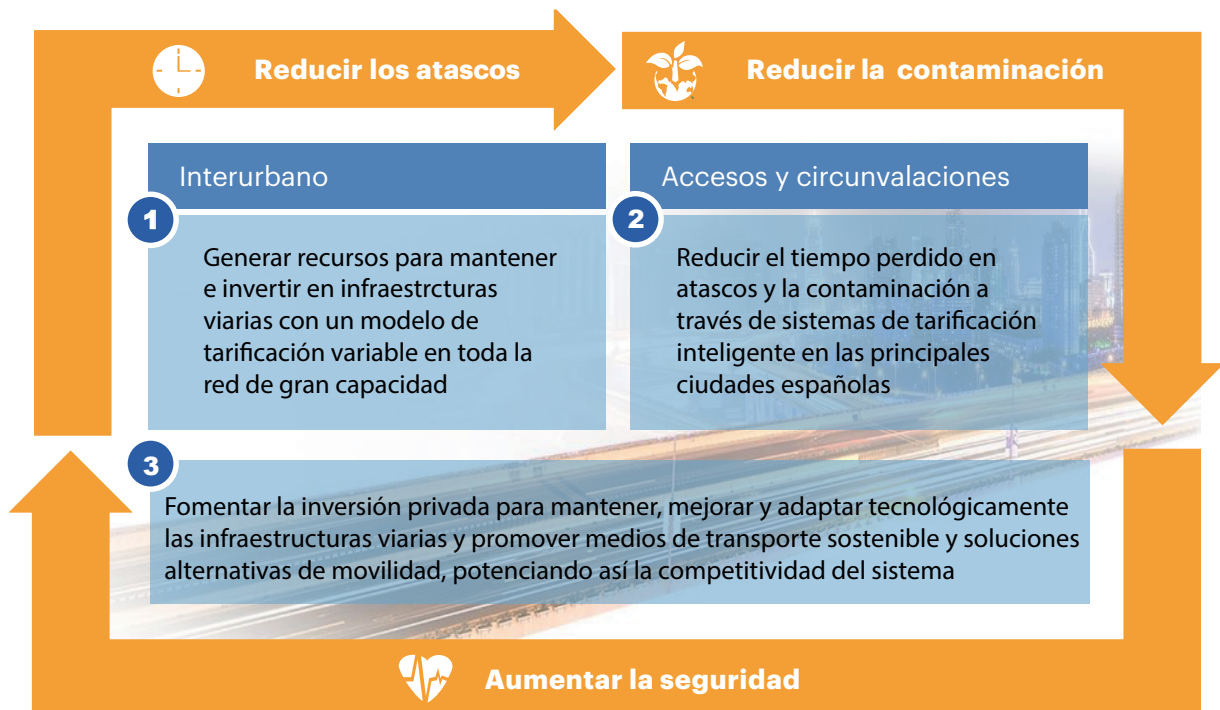 Reducir los atascos
Reducir la contaminación
Interurbano
1
Generar recursos para mantener
e invertir en infraestrcturas
viarias con un modelo de
tarificación variable en toda la
red de gran capacidad
Accesos y circunvalaciones
2
Reducir el tiempo perdido en
atascos y la contaminación a
través de sistemas de tarificación
inteligente en las principales
ciudades españolas
3
Fomentar la inversión privada para mantener, mejorar y adaptar tecnológicamente
las infraestructuras viarias y promover medios de transporte sostenible y soluciones
alternativas de movilidad, potenciando así la competitividad del sistema
Aumentar la seguridad